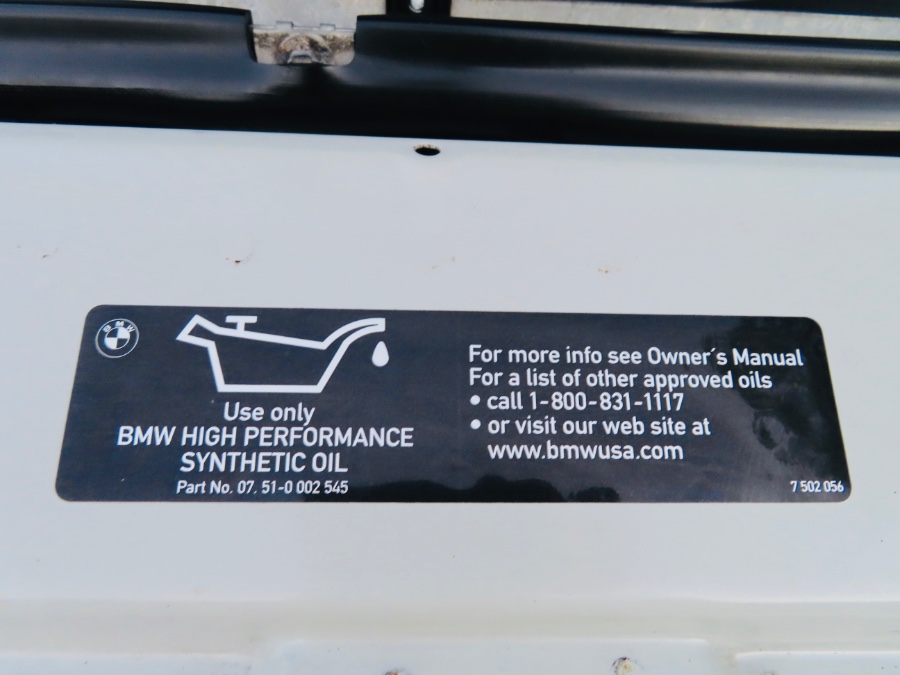 BMW
Use only
BMW HIGH PERFORMANCE
SYNTHETIC OIL
Part No. 07. 51-0 002 545
For more info see Owner´s Manual
For a list of other approved oils
• call 1-800-831-1117
• or visit our web site at
www.bmwusa.com
7 502 056